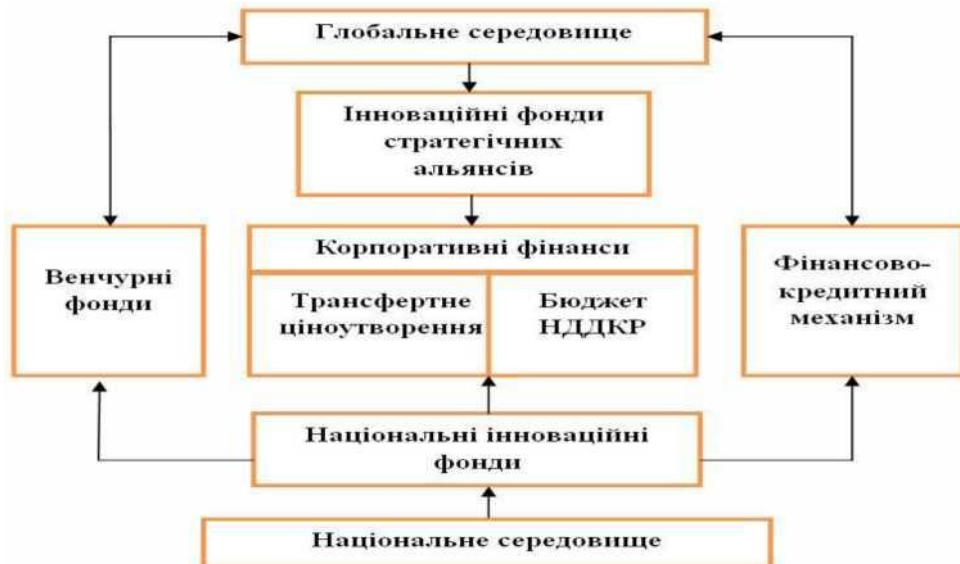 Глобальне середовище
Інноваційні фонди
стратегічних
альянсів
Корпоративні фінанси
Венчурні
фонди
Трансфертне
ціноутворення
Бюджет
НДДКР
Фінансово-
кредитний
механізм
Національні інноваційні
фонди
Національне середовище